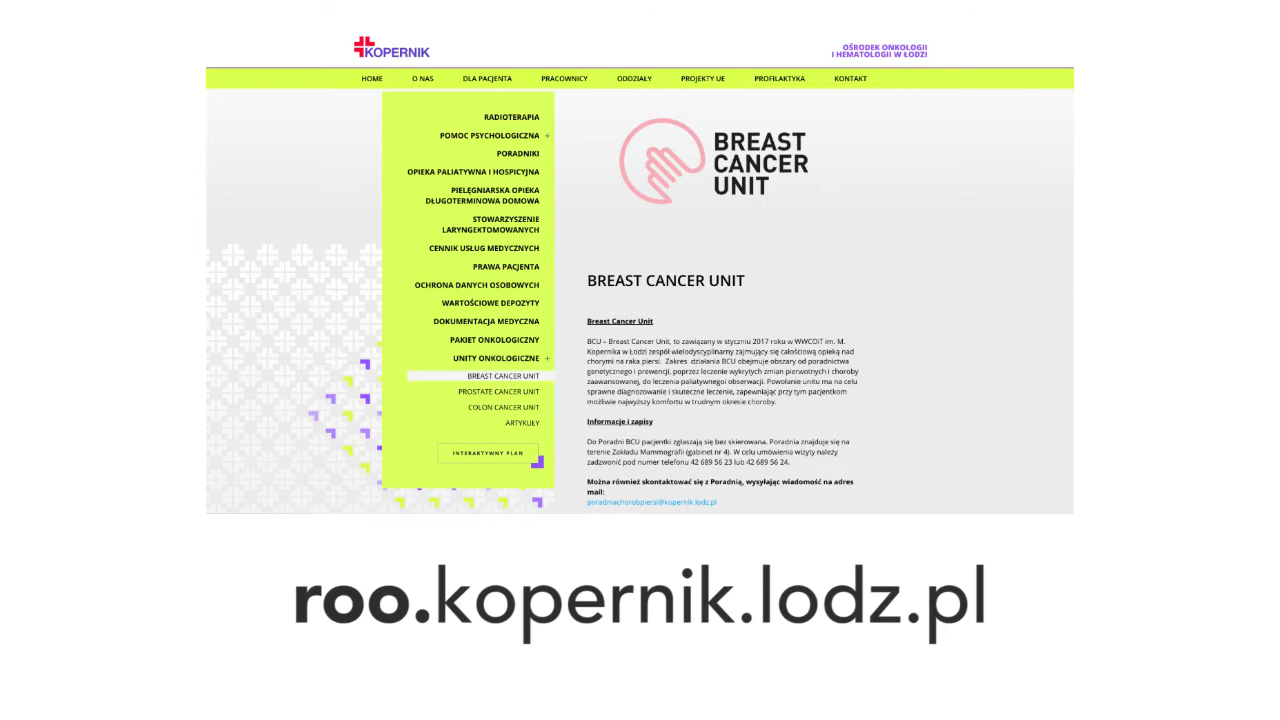 KOPERNIK
OŚRODEK ONKOLOGII
I HEMATOLOGII W ŁODZI
HOME O NAS DLA PACJENTA PRACOWNICY ODDZIAŁY PROJEKTY UE PROFILAKTYKA KONTAKT
RADIOTERAPIA
POMOC PSYCHOLOGICZNA +
PORADNIKI
OPIEKA PALIATYWNA I HOSPICYJNA
PIELĘGNIARSKA OPIEKA
DŁUGOTERMINOWA DOMOWA
STOWARZYSZENIE
LARYNGEKTOMOWANYCH
CENNIK USŁUG MEDYCZNYCH
PRAWA PACJENTA
OCHRONA DANYCH OSOBOWYCH
WARTOŚCIOWE DEPOZYTY
DOKUMENTACJA MEDYCZNA
PAKIET ONKOLOGICZNY
UNITY ONKOLOGICZNE +
BREAST CANCER UNIT
PROSTATE CANCER UNIT
COLON CANCER UNIT
ARTYKUŁY
INTERAKTYWNY PLAN
BREAST
CANCER
UNIT
BREAST CANCER UNIT
Breast Cancer Unit
BCU – Breast Cancer Unit, to zawiązany w styczniu 2017 roku w WWCOiT im. M.
Kopernika w Łodzi zespół wielodyscyplinarny zajmujący się całościową opieką nad
chorymi na raka piersi. Zakres działania BCU obejmuje obszary od poradnictwa
genetycznego i prewencji, poprzez leczenie wykrytych zmian pierwotnych i choroby
zaawansowanej, do leczenia paliatywnegoi obserwacji. Powołanie unitu ma na celu
sprawne diagnozowanie i skuteczne leczenie, zapewniając przy tym pacjentkom
możliwie najwyższy komfortu w trudnym okresie choroby.
Informacje i zapisy
Do Poradni BCU pacjentki zgłaszają się bez skierowana. Poradnia znajduje się na
terenie Zakładu Mammografii (gabinet nr 4). W celu umówienia wizyty należy
zadzwonić pod numer telefonu 42 689 56 23 lub 42 689 56 24.
Można również skontaktować się z Poradnią, wysyłając wiadomość na adres
mail:
poradniachorobpiersi@kopernik.lodz.pl
roo.kopernik.lodz.pl